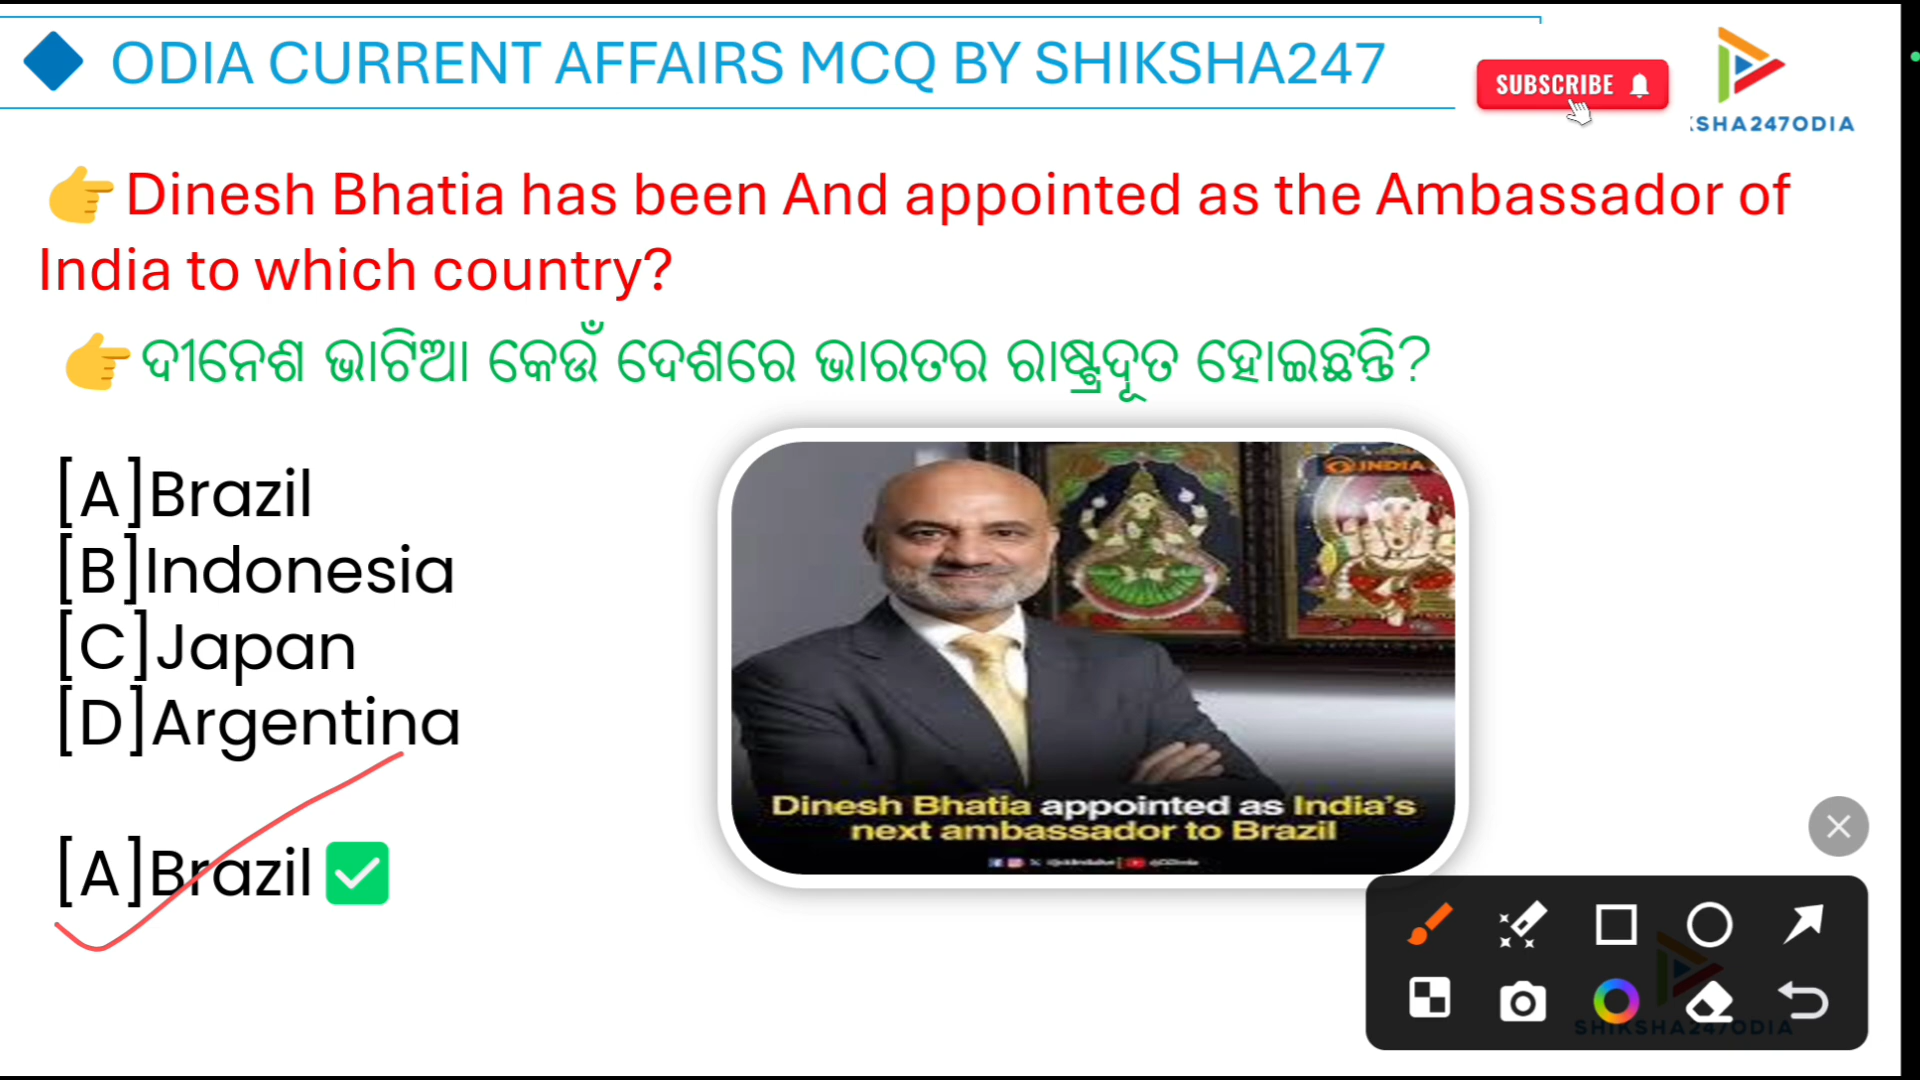 ODIA CURRENT AFFAIRS MCQ BY SHIKSHA247
SUBSCRIBE
SHA247ODIA
👉Dinesh Bhatia has been And appointed as the Ambassador of
India to which country?
👉ଦୀନେଶ ଭାଟିଆ କେଉଁ ଦେଶରେ ଭାରତର ରାଷ୍ଟ୍ରଦୂତ ହୋଇଛନ୍ତି?
[A]Brazil
[B]Indonesia
[C]Japan
[D]Argentina
[A]Brazil✅
INDIA
Dinesh Bhatia appointed as India's
next ambassador to Brazil
SHIKSHA247ODIA